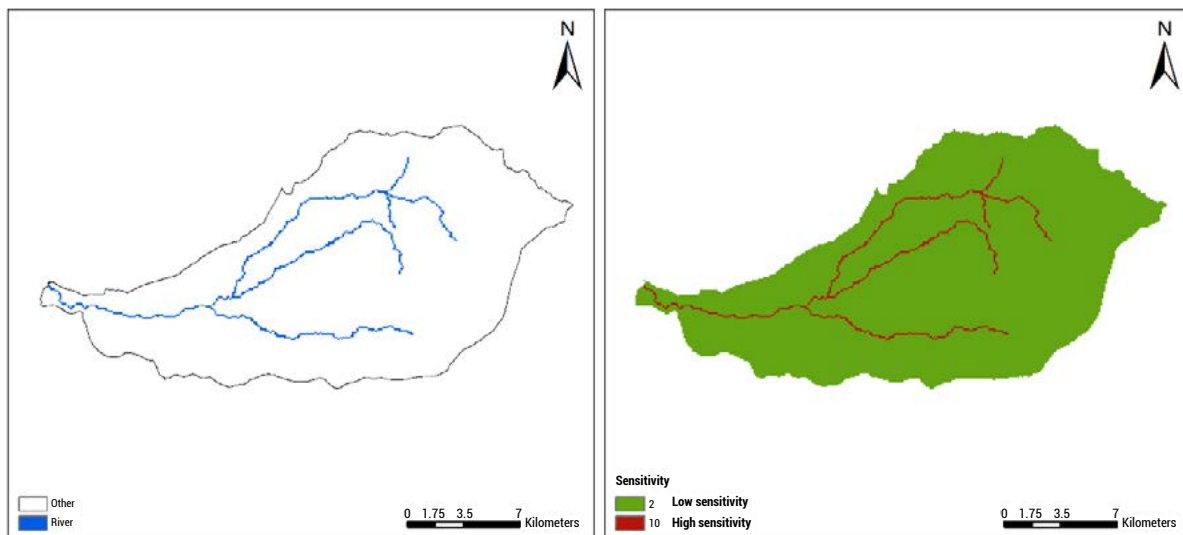 N
Other
River
0 1.75 3.5 7
Kilometers
N
Sensitivity
2 Low sensitivity
10 High sensitivity
0 1.75 3.5 7
Kilometers